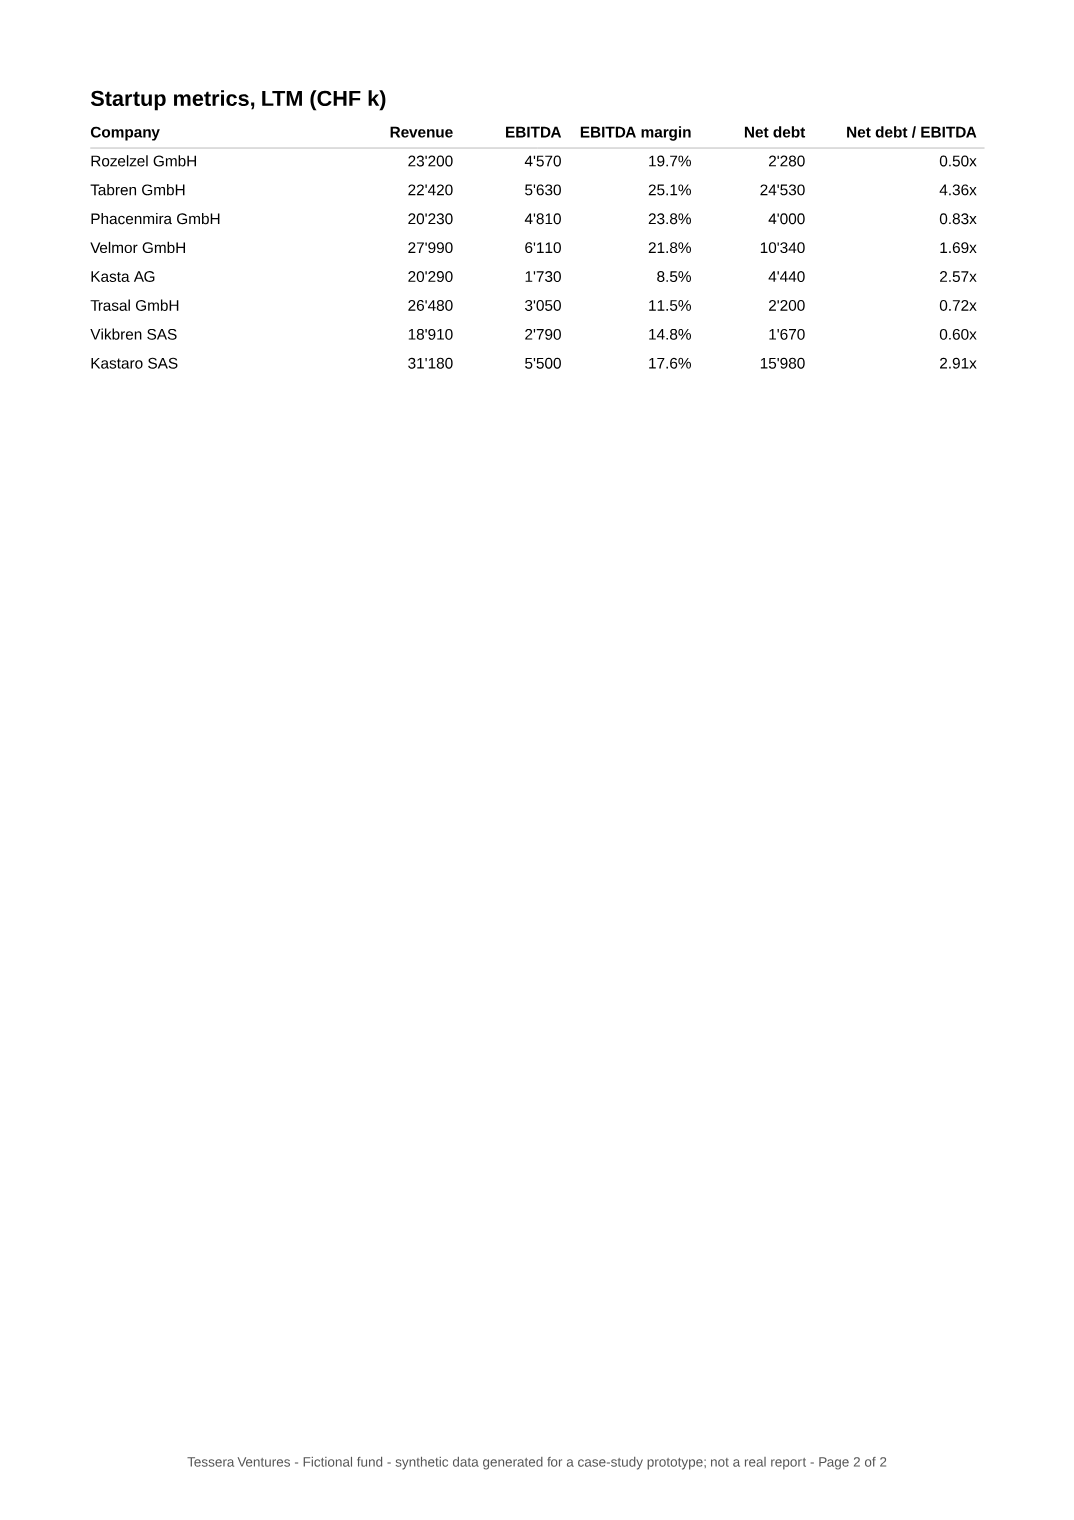 Startup metrics, LTM (CHF k)
Company Revenue EBITDA EBITDA margin Net debt Net debt / EBITDA
Rozelzel GmbH 23'200 4'570 19.7% 2'280 0.50x
Tabren GmbH 22'420 5'630 25.1% 24'530 4.36x
Phacenmira GmbH 20'230 4'810 23.8% 4'000 0.83x
Velmor GmbH 27'990 6'110 21.8% 10'340 1.69x
Kasta AG 20'290 1'730 8.5% 4'440 2.57x
Trasal GmbH 26'480 3'050 11.5% 2'200 0.72x
Vikbren SAS 18'910 2'790 14.8% 1'670 0.60x
Kastaro SAS 31'180 5'500 17.6% 15'980 2.91x
Tessera Ventures - Fictional fund - synthetic data generated for a case-study prototype; not a real report - Page 2 of 2